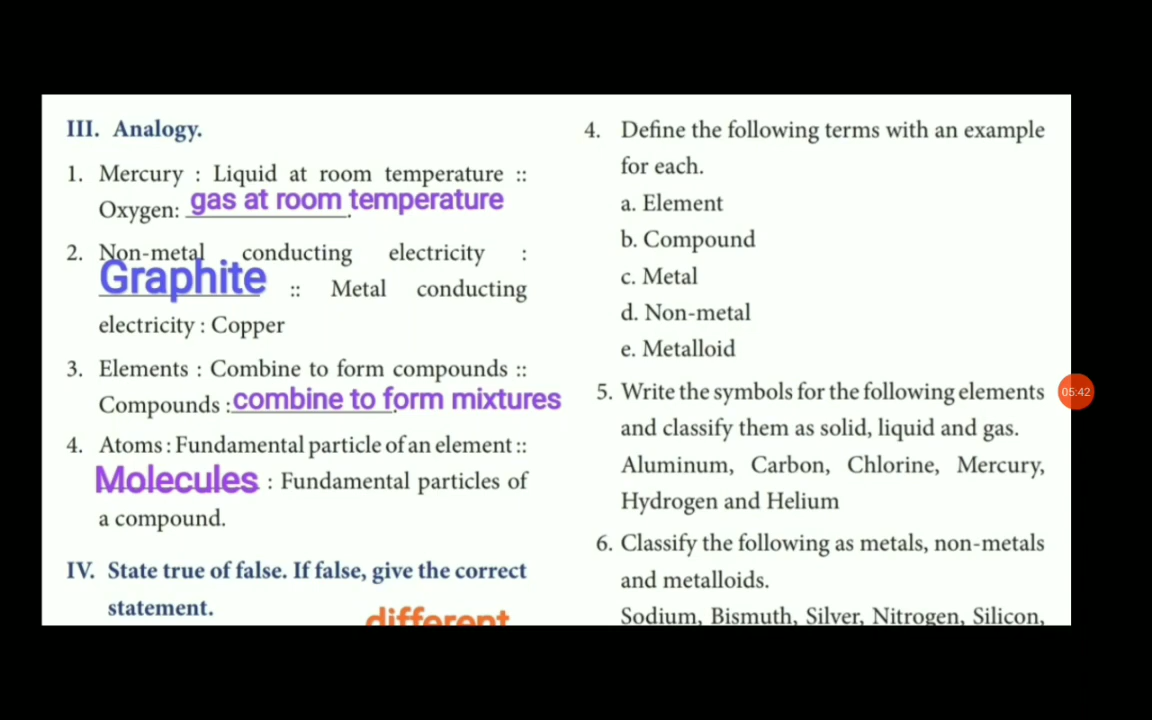 III. Analogy.
1. Mercury : Liquid at room temperature ::
Oxygen: gas at room temperature.
2. Non-metal conducting electricity :
Graphite :: Metal conducting
electricity : Copper
3. Elements : Combine to form compounds ::
Compounds : combine to form mixtures.
4. Atoms : Fundamental particle of an element ::
Molecules : Fundamental particles of
a compound.
IV. State true of false. If false, give the correct
statement.
different
4. Define the following terms with an example
for each.
a. Element
b. Compound
c. Metal
d. Non-metal
e. Metalloid
5. Write the symbols for the following elements
and classify them as solid, liquid and gas.
Aluminum, Carbon, Chlorine, Mercury,
Hydrogen and Helium
6. Classify the following as metals, non-metals
and metalloids.
Sodium, Bismuth, Silver, Nitrogen, Silicon,
05:42